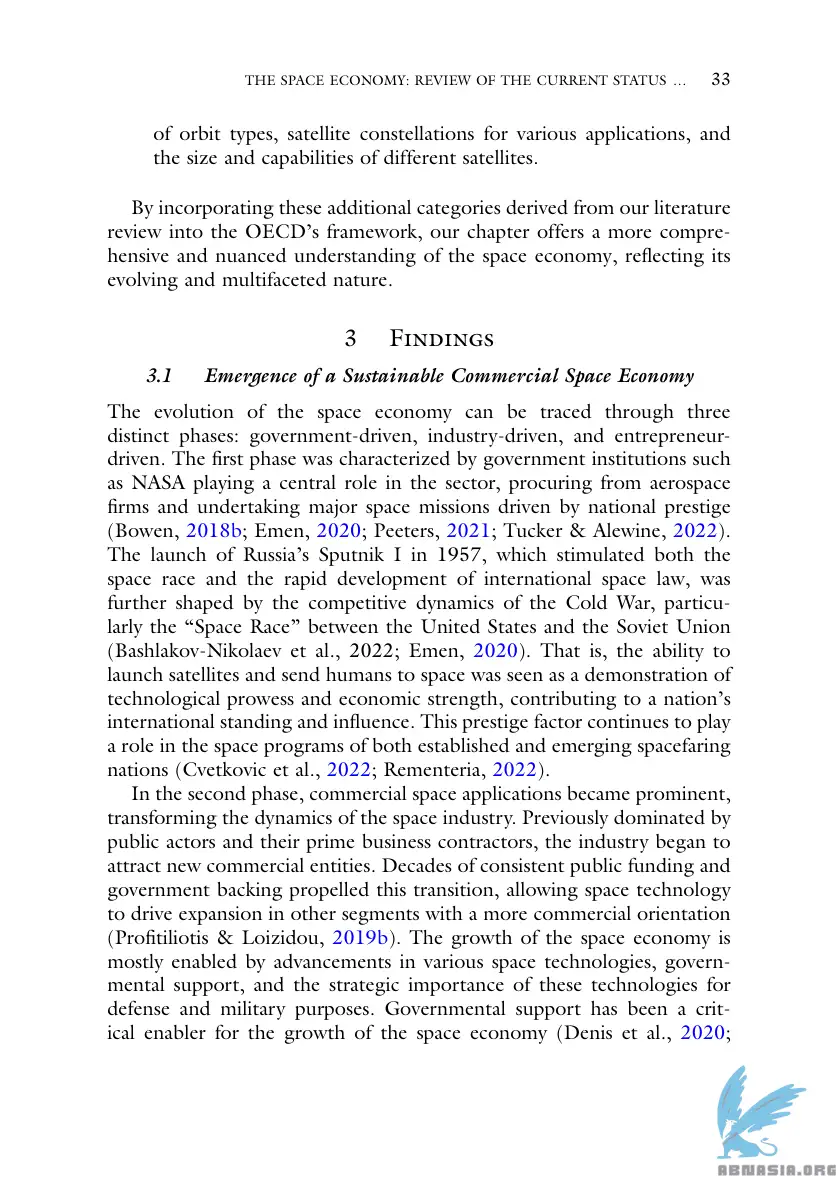 THE SPACE ECONOMY: REVIEW OF THE CURRENT STATUS … 33
of orbit types, satellite constellations for various applications, and
the size and capabilities of different satellites.
By incorporating these additional categories derived from our literature
review into the OECD’s framework, our chapter offers a more compre-
hensive and nuanced understanding of the space economy, reflecting its
evolving and multifaceted nature.
3 Findings
3.1 Emergence of a Sustainable Commercial Space Economy
The evolution of the space economy can be traced through three
distinct phases: government-driven, industry-driven, and entrepreneur-
driven. The first phase was characterized by government institutions such
as NASA playing a central role in the sector, procuring from aerospace
firms and undertaking major space missions driven by national prestige
(Bowen, 2018b; Emen, 2020; Peeters, 2021; Tucker & Alewine, 2022).
The launch of Russia’s Sputnik I in 1957, which stimulated both the
space race and the rapid development of international space law, was
further shaped by the competitive dynamics of the Cold War, particu-
larly the “Space Race” between the United States and the Soviet Union
(Bashlakov-Nikolaev et al., 2022; Emen, 2020). That is, the ability to
launch satellites and send humans to space was seen as a demonstration of
technological prowess and economic strength, contributing to a nation’s
international standing and influence. This prestige factor continues to play
a role in the space programs of both established and emerging spacefaring
nations (Cvetkovic et al., 2022; Rementeria, 2022).
In the second phase, commercial space applications became prominent,
transforming the dynamics of the space industry. Previously dominated by
public actors and their prime business contractors, the industry began to
attract new commercial entities. Decades of consistent public funding and
government backing propelled this transition, allowing space technology
to drive expansion in other segments with a more commercial orientation
(Profitiliotis & Loizidou, 2019b). The growth of the space economy is
mostly enabled by advancements in various space technologies, govern-
mental support, and the strategic importance of these technologies for
defense and military purposes. Governmental support has been a crit-
ical enabler for the growth of the space economy (Denis et al., 2020;
ABNASIA.ORG